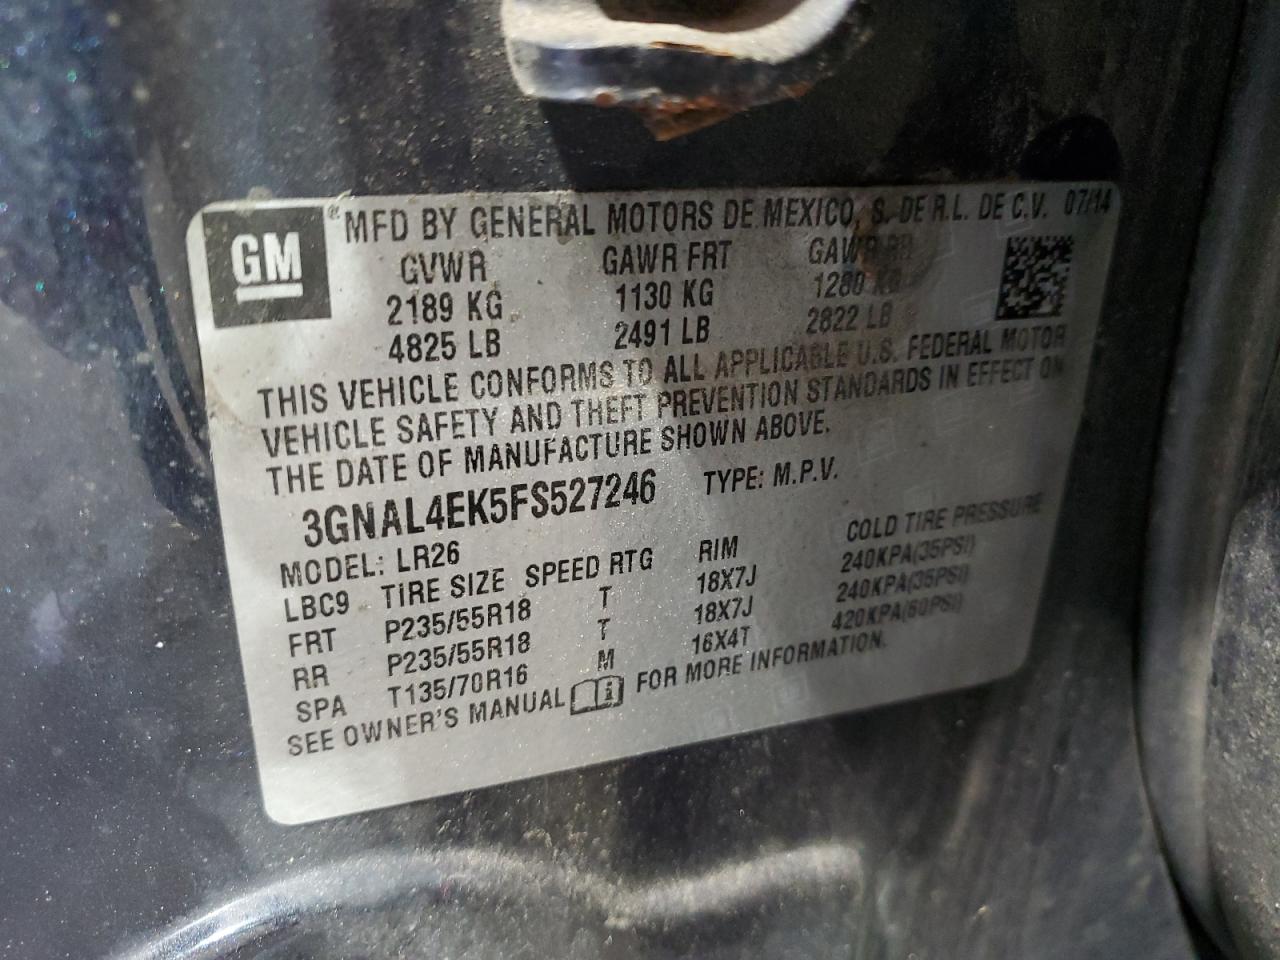 GM
® MFD BY GENERAL MOTORS DE MEXICO, S. DE R.L. DE C.V. 07/14
GVWR GAWR FRT GAWR RR
2189 KG 1130 KG 1280 KG
4825 LB 2491 LB 2822 LB
THIS VEHICLE CONFORMS TO ALL APPLICABLE U.S. FEDERAL MOTOR
VEHICLE SAFETY AND THEFT PREVENTION STANDARDS IN EFFECT ON
THE DATE OF MANUFACTURE SHOWN ABOVE.
3GNAL4EK5FS527246 TYPE: M.P.V.
MODEL: LR26
LBC9 TIRE SIZE SPEED RTG RIM COLD TIRE PRESSURE
FRT P235/55R18 T 18X7J 240KPA(35PSI)
RR P235/55R18 T 18X7J 240KPA(35PSI)
SPA T135/70R16 M 16X4T 420KPA(60PSI)
SEE OWNER'S MANUAL FOR MORE INFORMATION.